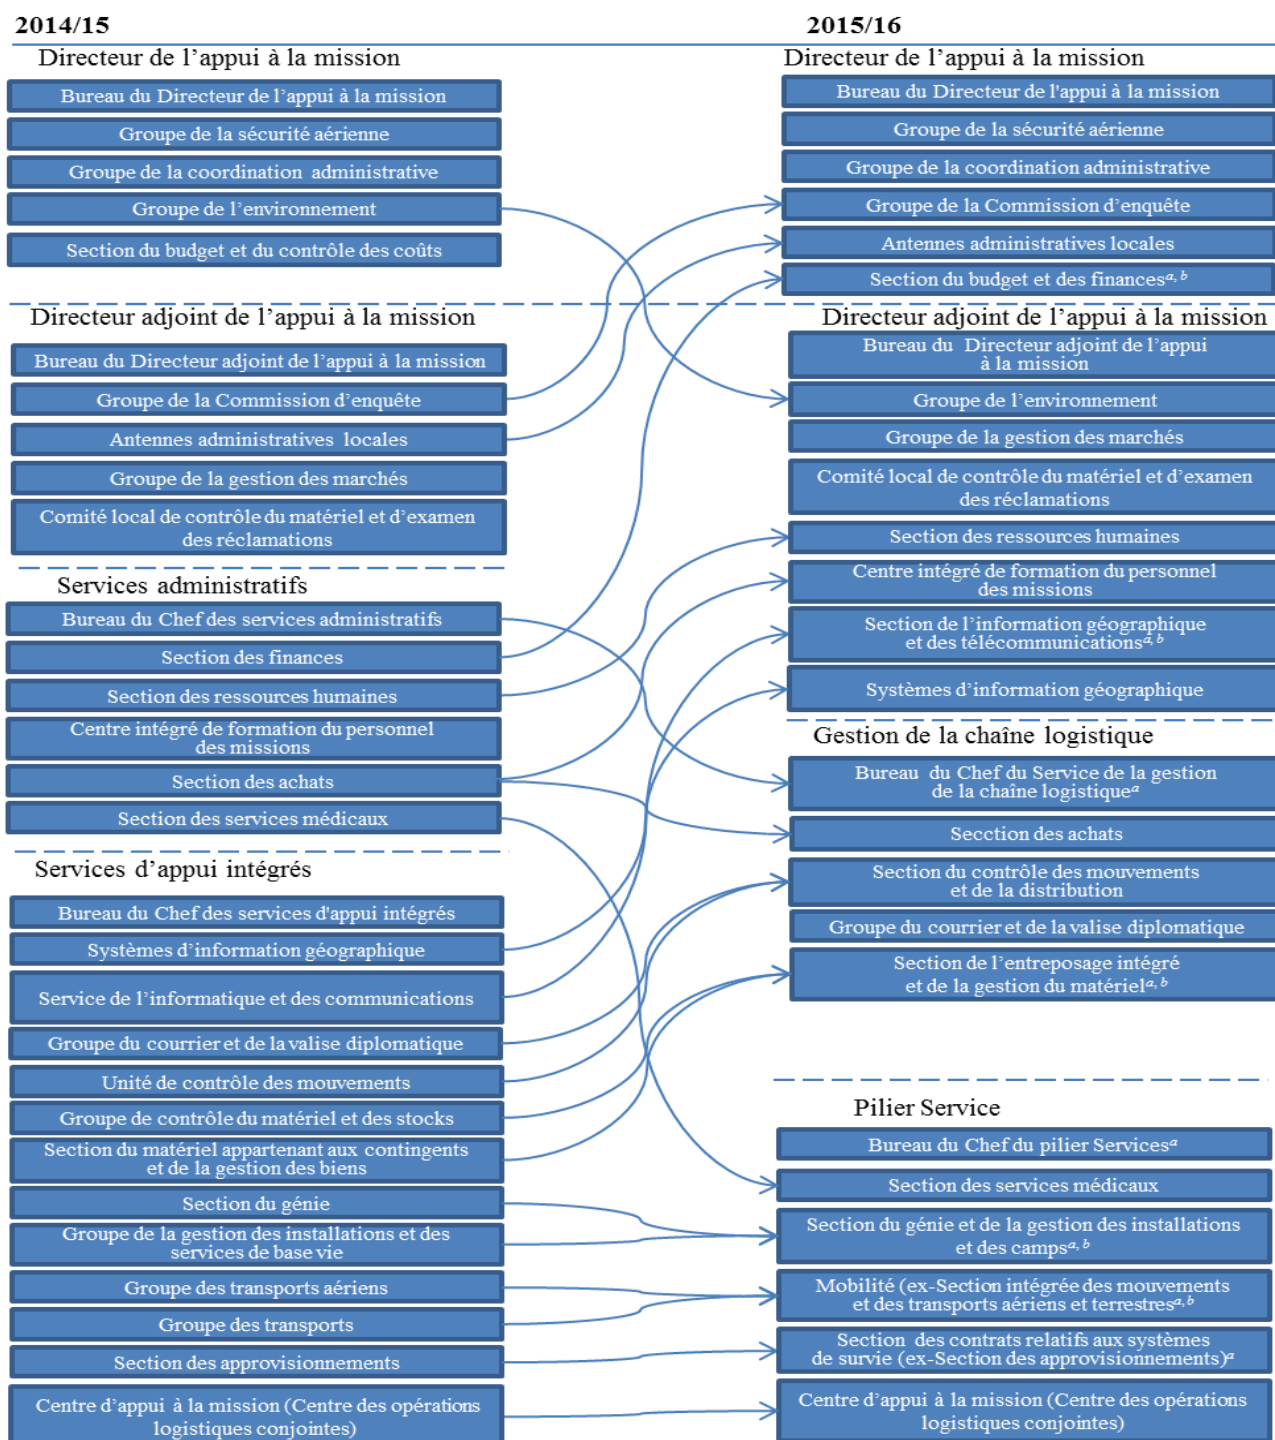 2014/15
Directeur de l’appui à la mission
Bureau du Directeur de l’appui à la mission
Groupe de la sécurité aérienne
Groupe de la coordination administrative
Groupe de l’environnement
Section du budget et du contrôle des coûts
Directeur adjoint de l’appui à la mission
Bureau du Directeur adjoint de l’appui à la mission
Groupe de la Commission d’enquête
Antennes administratives locales
Groupe de la gestion des marchés
Comité local de contrôle du matériel et d’examen
des réclamations
Services administratifs
Bureau du Chef des services administratifs
Section des finances
Section des ressources humaines
Centre intégré de formation du personnel
des missions
Section des achats
Section des services médicaux
Services d’appui intégrés
Bureau du Chef des services d'appui intégrés
Systèmes d’information géographique
Service de l’informatique et des communications
Groupe du courrier et de la valise diplomatique
Unité de contrôle des mouvements
Groupe de contrôle du matériel et des stocks
Section du matériel appartenant aux contingents
et de la gestion des biens
Section du génie
Groupe de la gestion des installations et des
services de base vie
Groupe des transports aériens
Groupe des transports
Section des approvisionnements
Centre d’appui à la mission (Centre des opérations
logistiques conjointes)
2015/16
Directeur de l’appui à la mission
Bureau du Directeur de l'appui à la mission
Groupe de la sécurité aérienne
Groupe de la coordination administrative
Groupe de la Commission d’enquête
Antennes administratives locales
Section du budget et des finances a, b
Directeur adjoint de l’appui à la mission
Bureau du Directeur adjoint de l’appui
à la mission
Groupe de l’environnement
Groupe de la gestion des marchés
Comité local de contrôle du matériel et d’examen
des réclamations
Section des ressources humaines
Centre intégré de formation du personnel
des missions
Section de l’information géographique
et des télécommunications a, b
Systèmes d’information géographique
Gestion de la chaîne logistique
Bureau du Chef du Service de la gestion
de la chaîne logistique a
Secction des achats
Section du contrôle des mouvements
et de la distribution
Groupe du courrier et de la valise diplomatique
Section de l’entreposage intégré
et de la gestion du matériel a, b
Pilier Service
Bureau du Chef du pilier Services a
Section des services médicaux
Section du génie et de la gestion des installations
et des camps a, b
Mobilité (ex-Section intégrée des mouvements
et des transports aériens et terrestres a, b
Section des contrats relatifs aux systèmes
de survie (ex-Section des approvisionnements) a
Centre d’appui à la mission (Centre des opérations
logistiques conjointes)